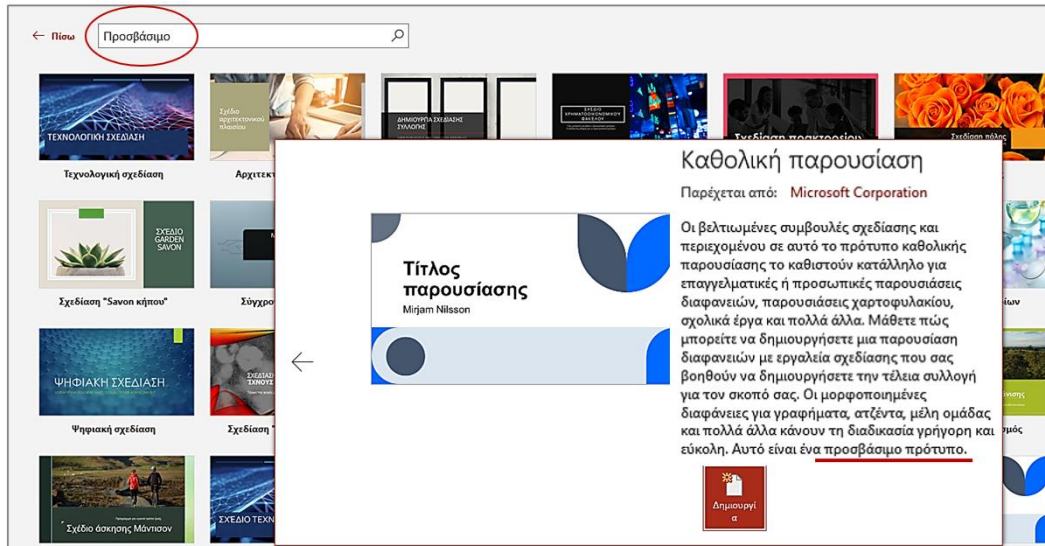 Πίσω
Προσβάσιμο
ΤΕΧΝΟΛΟΓΙΚΗ ΣΧΕΔΙΑΣΗ
Σχέδιο
αρχιτεκτονικού
πλαισίου
ΔΗΜΙΟΥΡΓΙΑ ΣΧΕΔΙΑΣΗΣ
ΣΥΛΛΟΓΗΣ
ΣΧΕΔΙΟ
ΧΡΗΜΑΤΟΟΙΚΟΝΟΜΙΚΟΥ
ΦΑΚΕΛΟΥ
Σχεδίαση πρακτορείου
Σχεδίαση πόλης
Τεχνολογική σχεδίαση
Αρχιτεκτ
Καθολική παρουσίαση
Παρέχεται από: Microsoft Corporation
Οι βελτιωμένες συμβουλές σχεδίασης και
περιεχομένου σε αυτό το πρότυπο καθολικής
παρουσίασης το καθιστούν κατάλληλο για
επαγγελματικές ή προσωπικές παρουσιάσεις
διαφανειών, παρουσιάσεις χαρτοφυλακίου,
σχολικά έργα και πολλά άλλα. Μάθετε πώς
μπορείτε να δημιουργήσετε μια παρουσίαση
διαφανειών με εργαλεία σχεδίασης που σας
βοηθούν να δημιουργήσετε την τέλεια συλλογή
για τον σκοπό σας. Οι μορφοποιημένες
διαφάνειες για γραφήματα, ατζέντα, μέλη ομάδας
και πολλά άλλα κάνουν τη διαδικασία γρήγορη και
εύκολη. Αυτό είναι ένα προσβάσιμο πρότυπο.
Δημιουργί
α
Τίτλος
παρουσίασης
Mirjam Nilsson
ΣΧΕΔΙΟ
GARDEN
SAVON
Σχεδίαση "Savon κήπου"
Σύγχρο
ίων
ΨΗΦΙΑΚΗ ΣΧΕΔΙΑΣΗ
Ψηφιακή σχεδίαση
Σχεδίαση "
σμός
Σχέδιο άσκησης Μάντισον
ΣΧΕΔΙΟ ΤΕΧΝ